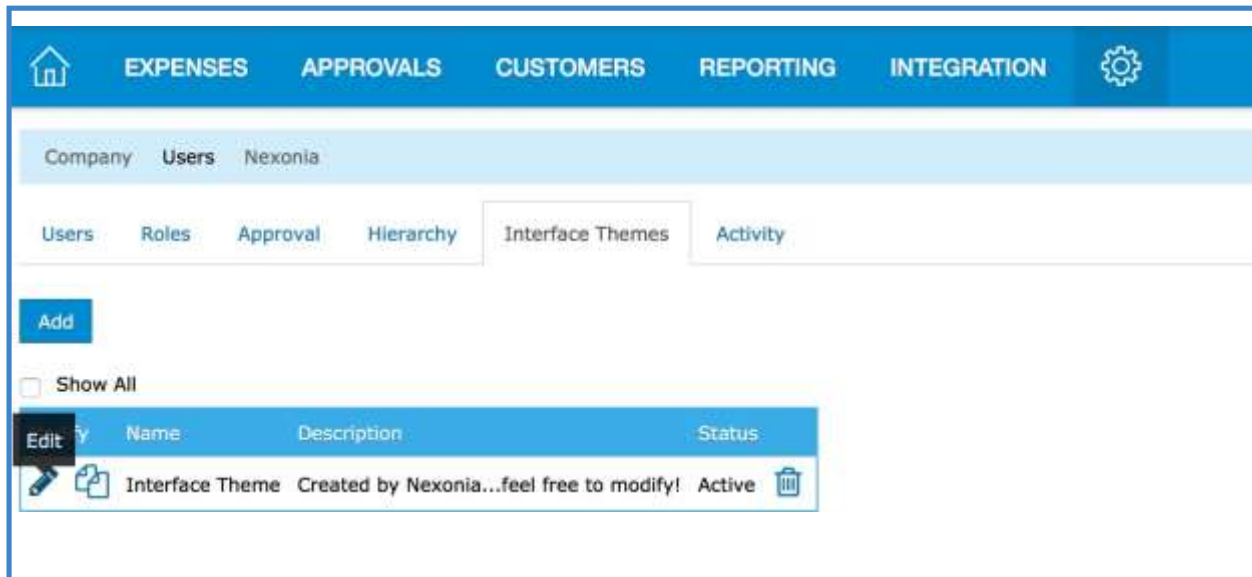 EXPENSES APPROVALS CUSTOMERS REPORTING INTEGRATION
Company Users Nexonia
Users Roles Approval Hierarchy Interface Themes Activity
Add
Show All
Edit fy Name Description Status
Interface Theme Created by Nexonia...feel free to modify! Active